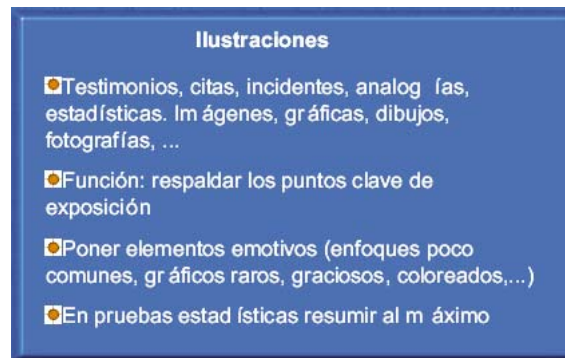 Ilustraciones
Testimonios, citas, incidentes, analog ías,
estadísticas. Im ágenes, gr áficas, dibujos,
fotografías, ...
Función: respaldar los puntos clave de
exposición
Poner elementos emotivos (enfoques poco
comunes, gr áficos raros, graciosos, coloreados,...)
En pruebas estad ísticas resumir al m áximo